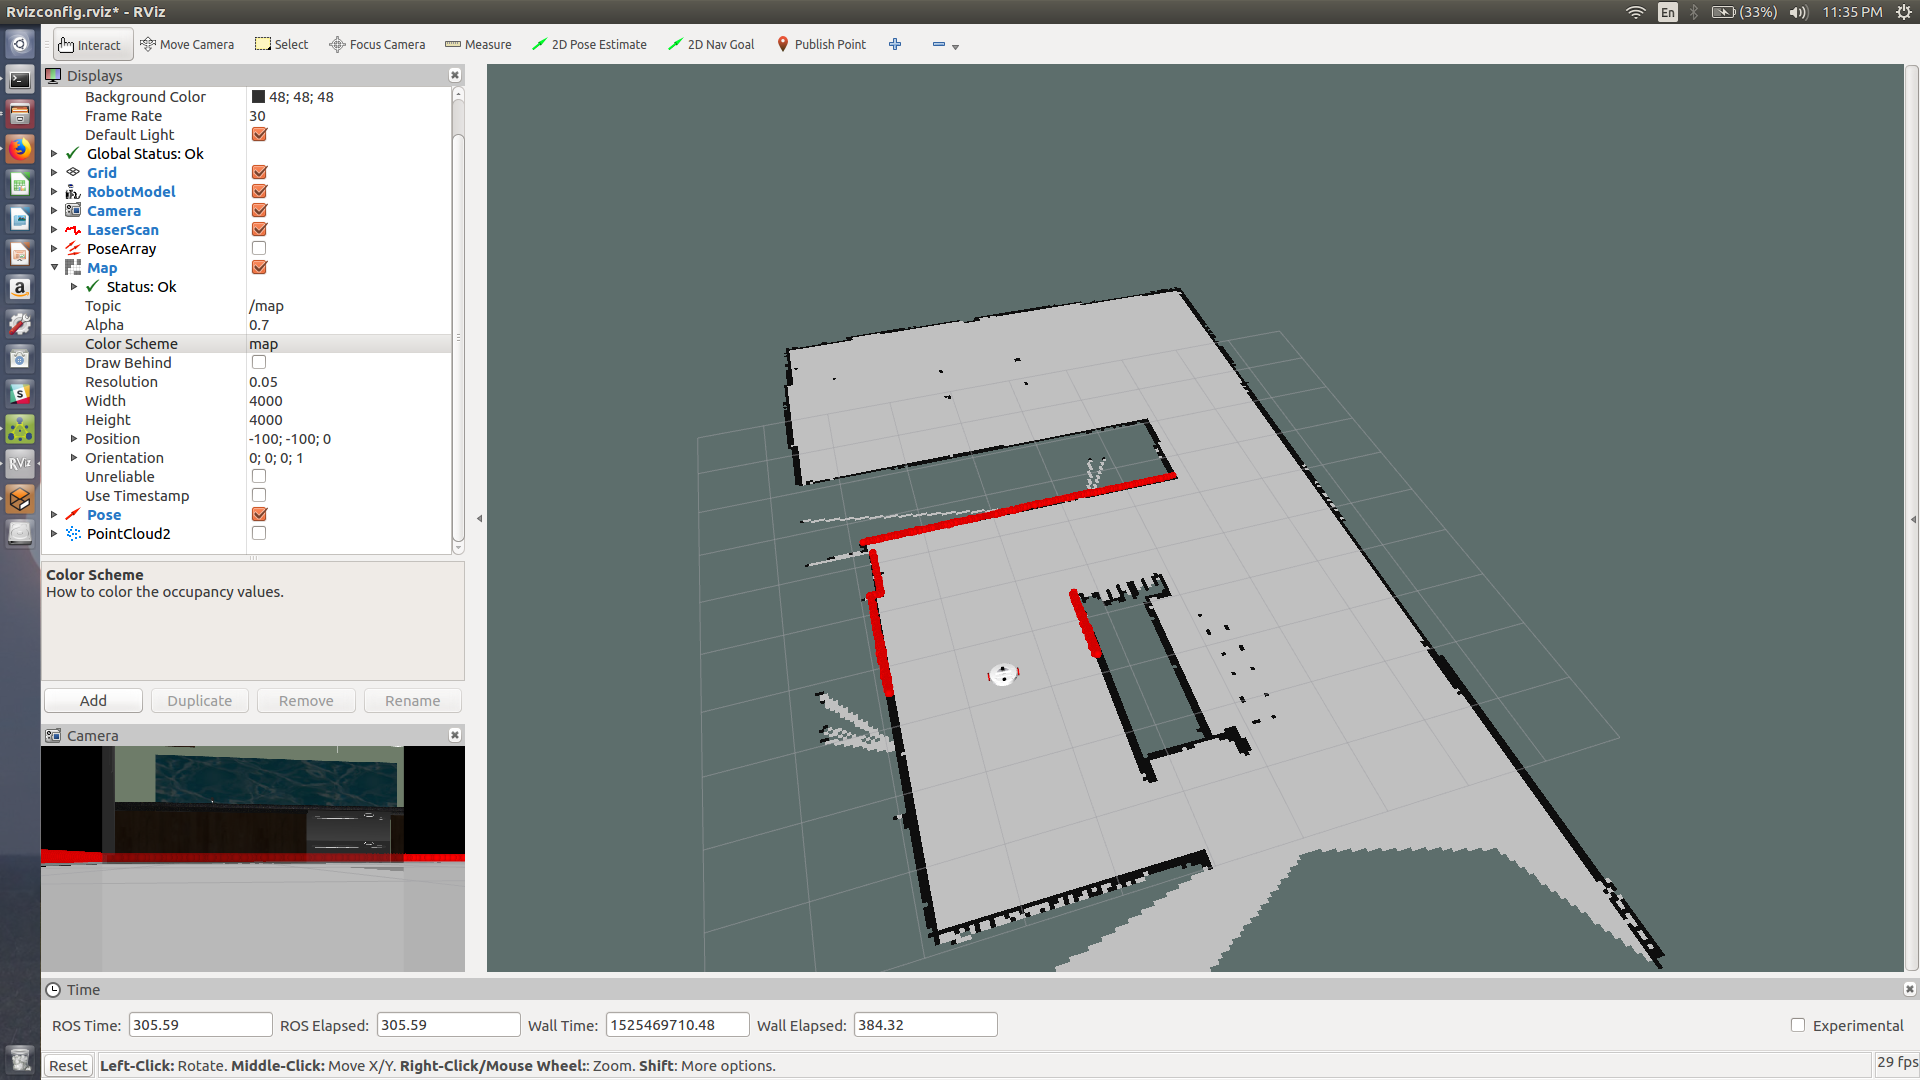 Rvizconfig.rviz* - RViz
En
(33%)
11:35 PM
Interact
Move Camera
Select
Focus Camera
Measure
2D Pose Estimate
2D Nav Goal
Publish Point
Displays
Background Color 48; 48; 48
Frame Rate 30
Default Light
Global Status: Ok
Grid
RobotModel
Camera
LaserScan
PoseArray
Map
Status: Ok
Topic /map
Alpha 0.7
Color Scheme map
Draw Behind
Resolution 0.05
Width 4000
Height 4000
Position -100; -100; 0
Orientation 0; 0; 0; 1
Unreliable
Use Timestamp
Pose
PointCloud2
RViz
Color Scheme
How to color the occupancy values.
Add
Duplicate
Remove
Rename
Camera
Time
ROS Time: 305.59
ROS Elapsed: 305.59
Wall Time: 1525469710.48
Wall Elapsed: 384.32
Experimental
Reset
Left-Click: Rotate. Middle-Click: Move X/Y. Right-Click/Mouse Wheel:: Zoom. Shift: More options.
29 fps